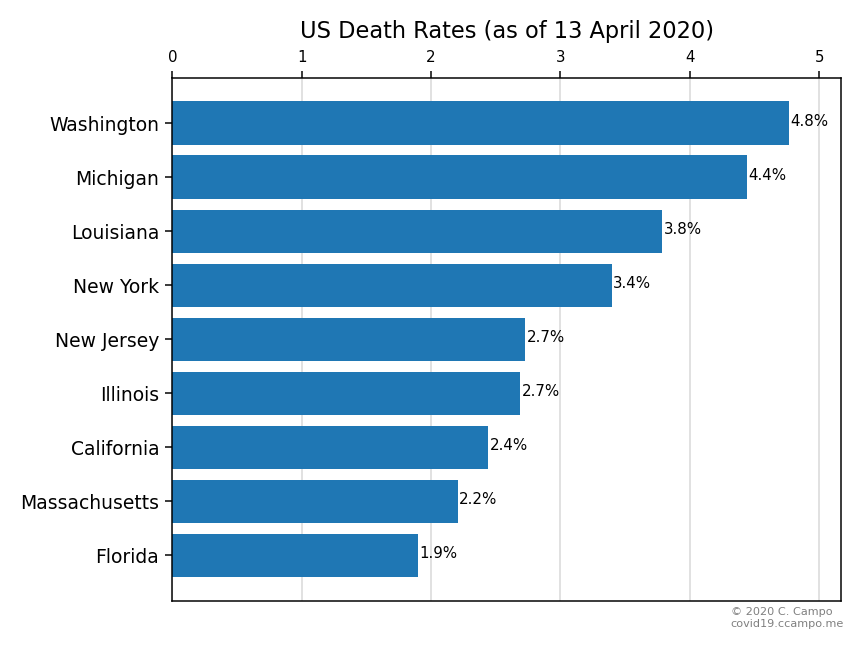 US Death Rates (as of 13 April 2020)
0 1 2 3 4 5
Washington 4.8%
Michigan 4.4%
Louisiana 3.8%
New York 3.4%
New Jersey 2.7%
Illinois 2.7%
California 2.4%
Massachusetts 2.2%
Florida 1.9%
© 2020 C. Campo
covid19.ccampo.me